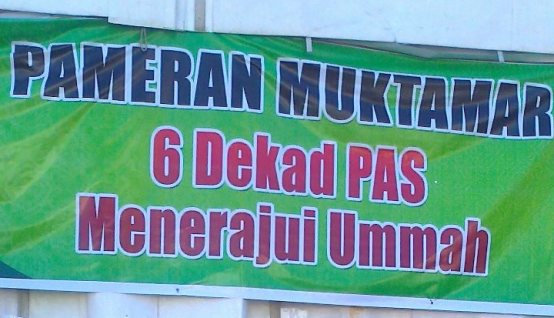 PAMERAN MUKTAMAR
6 Dekad PAS
Menerajui Ummah